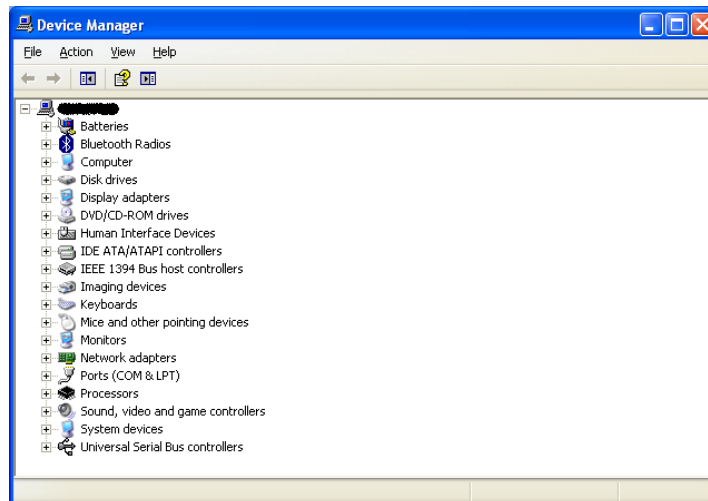 Device Manager
File Action View Help
Batteries
Bluetooth Radios
Computer
Disk drives
Display adapters
DVD/CD-ROM drives
Human Interface Devices
IDE ATA/ATAPI controllers
IEEE 1394 Bus host controllers
Imaging devices
Keyboards
Mice and other pointing devices
Monitors
Network adapters
Ports (COM & LPT)
Processors
Sound, video and game controllers
System devices
Universal Serial Bus controllers